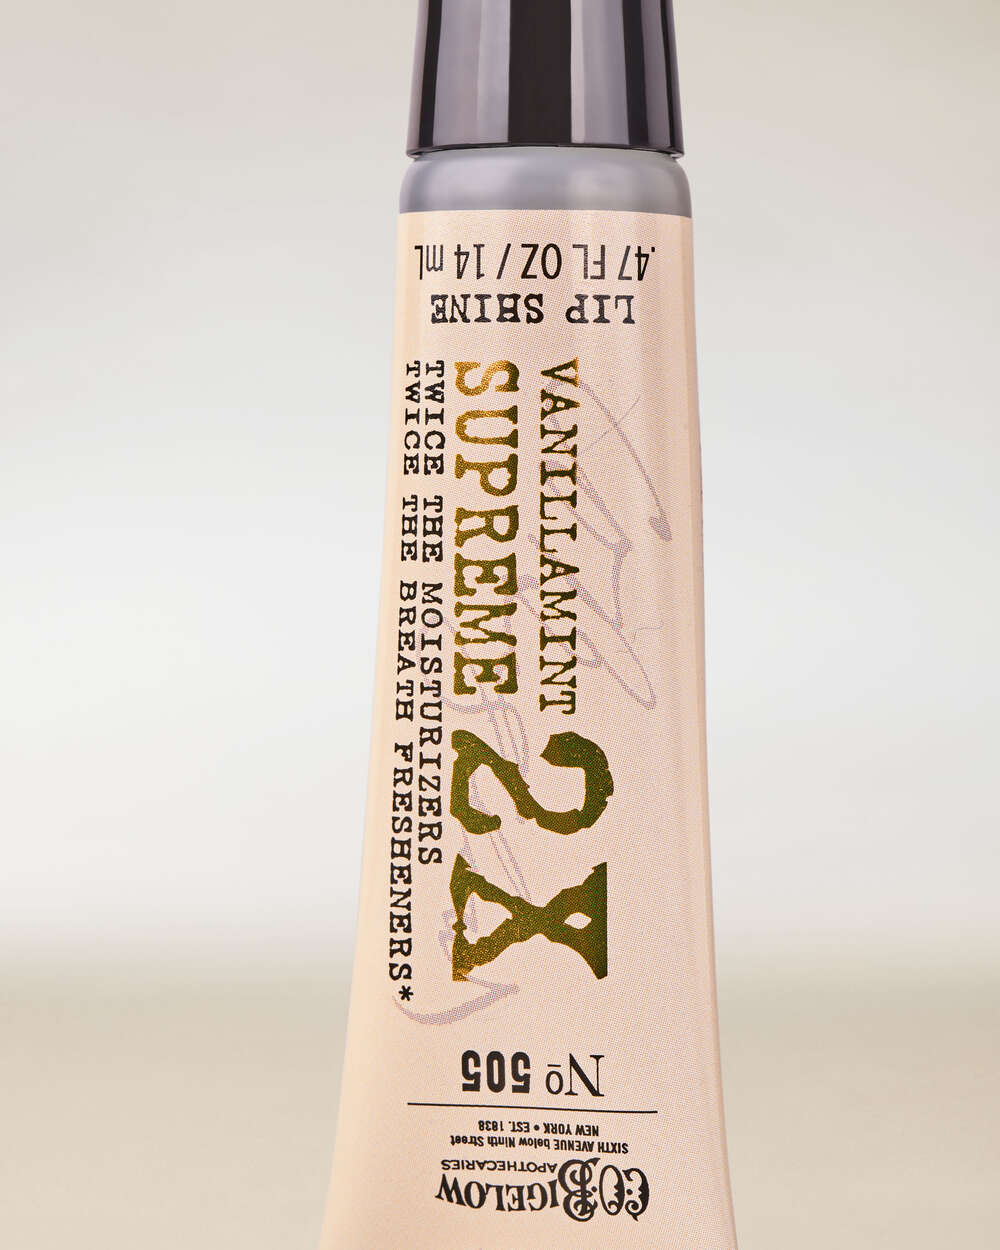 C.O. BIGELOW
APOTHECARIES
SIXTH AVENUE below Ninth Street
NEW YORK • EST. 1838
Nº 505
VANILLAMINT
SUPREME 2X
TWICE THE MOISTURIZERS
TWICE THE BREATH FRESHENERS*
LIP SHINE
.47 FL OZ / 14 mL